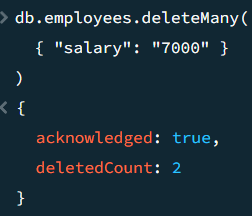 > db.employees.deleteMany(
{ "salary": "7000" }
)
< {
acknowledged: true,
deletedCount: 2
}